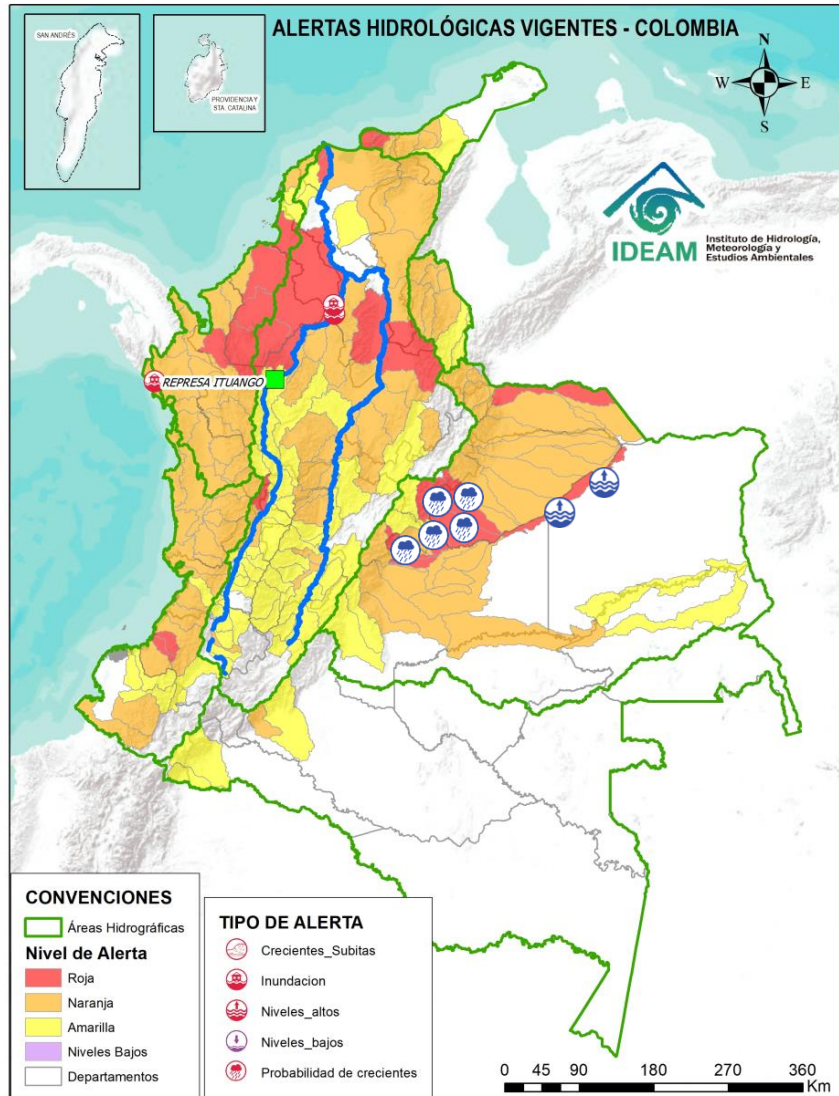 ALERTAS HIDROLÓGICAS VIGENTES - COLOMBIA
SAN ANDRÉS
PROVIDENCIA Y
STA. CATALINA
N
W
E
S
IDEAM
Instituto de Hidrología,
Meteorología y
Estudios Ambientales
REPRESA ITUANGO
CONVENCIONES
Áreas Hidrográficas
Nivel de Alerta
Roja
Naranja
Amarilla
Niveles Bajos
Departamentos
TIPO DE ALERTA
Crecientes_Subitas
Inundacion
Niveles_altos
Niveles_bajos
Probabilidad de crecientes
0 45 90 180 270 360
Km